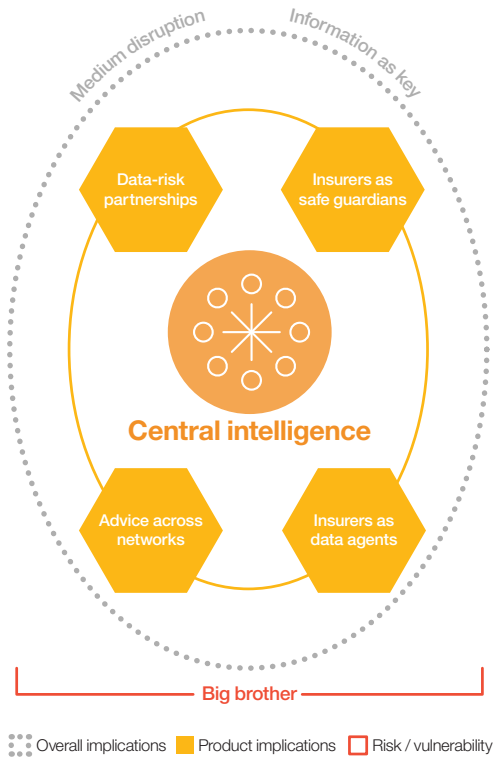 Medium disruption
Information as key
Data-risk
partnerships
Insurers as
safe guardians
Central intelligence
Advice across
networks
Insurers as
data agents
Big brother
Overall implications
Product implications
Risk / vulnerability